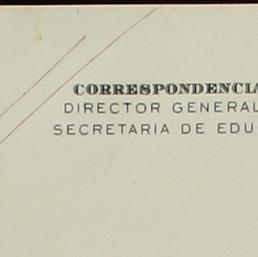 CORRESPONDENCIA
DIRECTOR GENERAL
SECRETARIA DE EDU